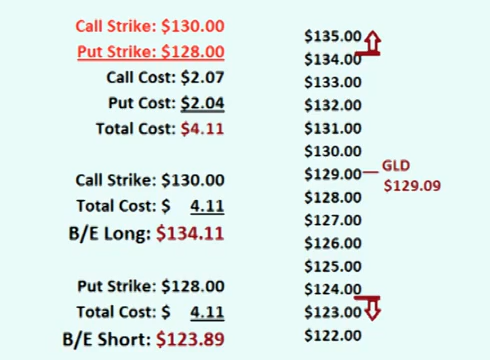 Call Strike: $130.00
Put Strike: $128.00
Call Cost: $2.07
Put Cost: $2.04
Total Cost: $4.11
Call Strike: $130.00
Total Cost: $ 4.11
B/E Long: $134.11
Put Strike: $128.00
Total Cost: $ 4.11
B/E Short: $123.89
$135.00
$134.00
$133.00
$132.00
$131.00
$130.00
$129.00
$128.00
$127.00
$126.00
$125.00
$124.00
$123.00
$122.00
GLD
$129.09